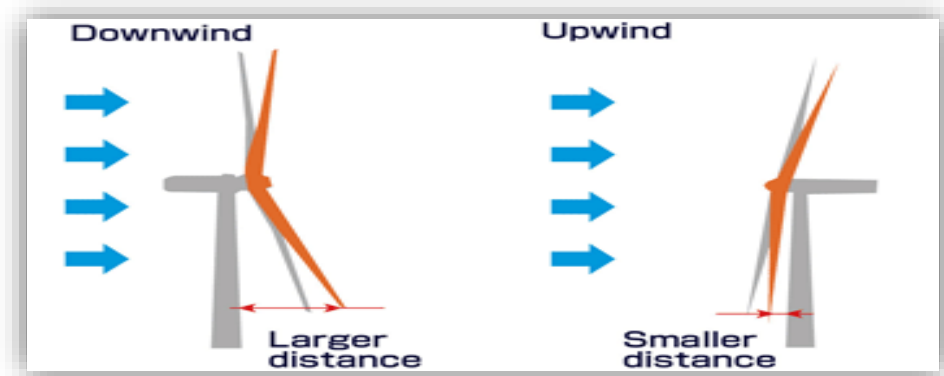 Downwind
Upwind
Larger
distance
Smaller
distance